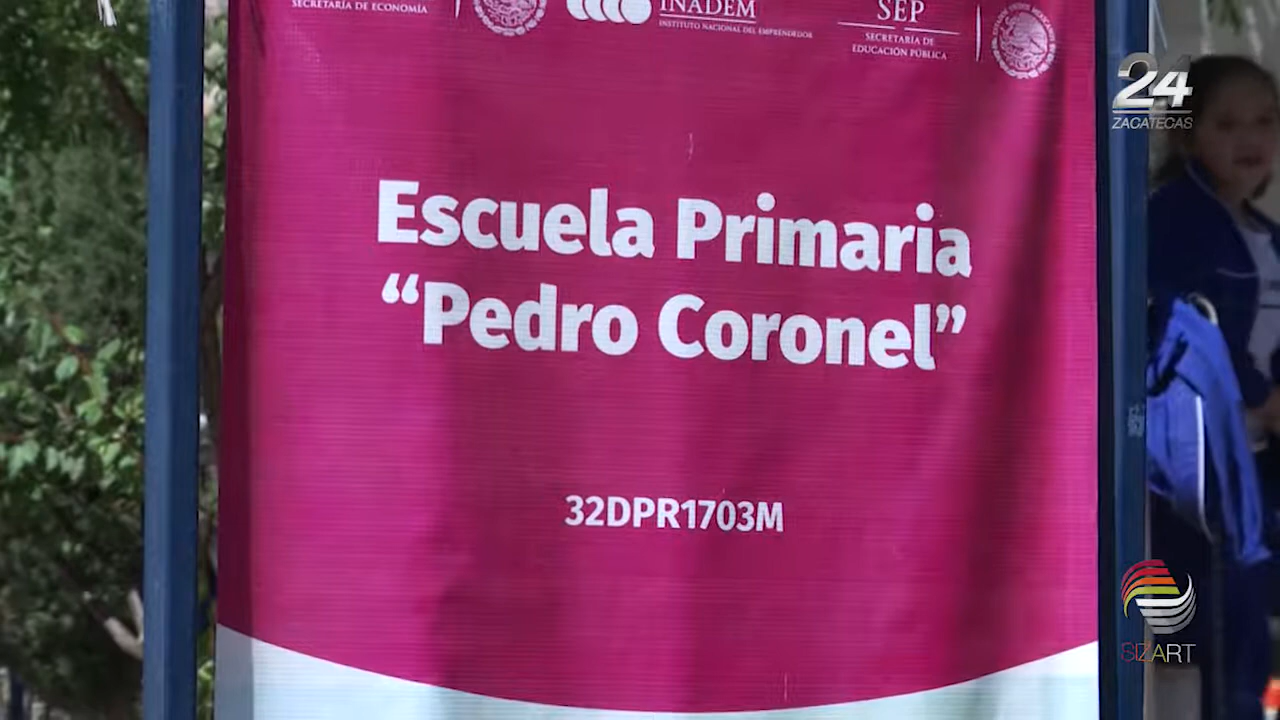 SECRETARÍA DE ECONOMÍA
INADEM
INSTITUTO NACIONAL DEL EMPRENDEDOR
SEP
SECRETARÍA DE
EDUCACIÓN PÚBLICA
24
ZACATECAS
Escuela Primaria
“Pedro Coronel”
32DPR1703M
SIZART